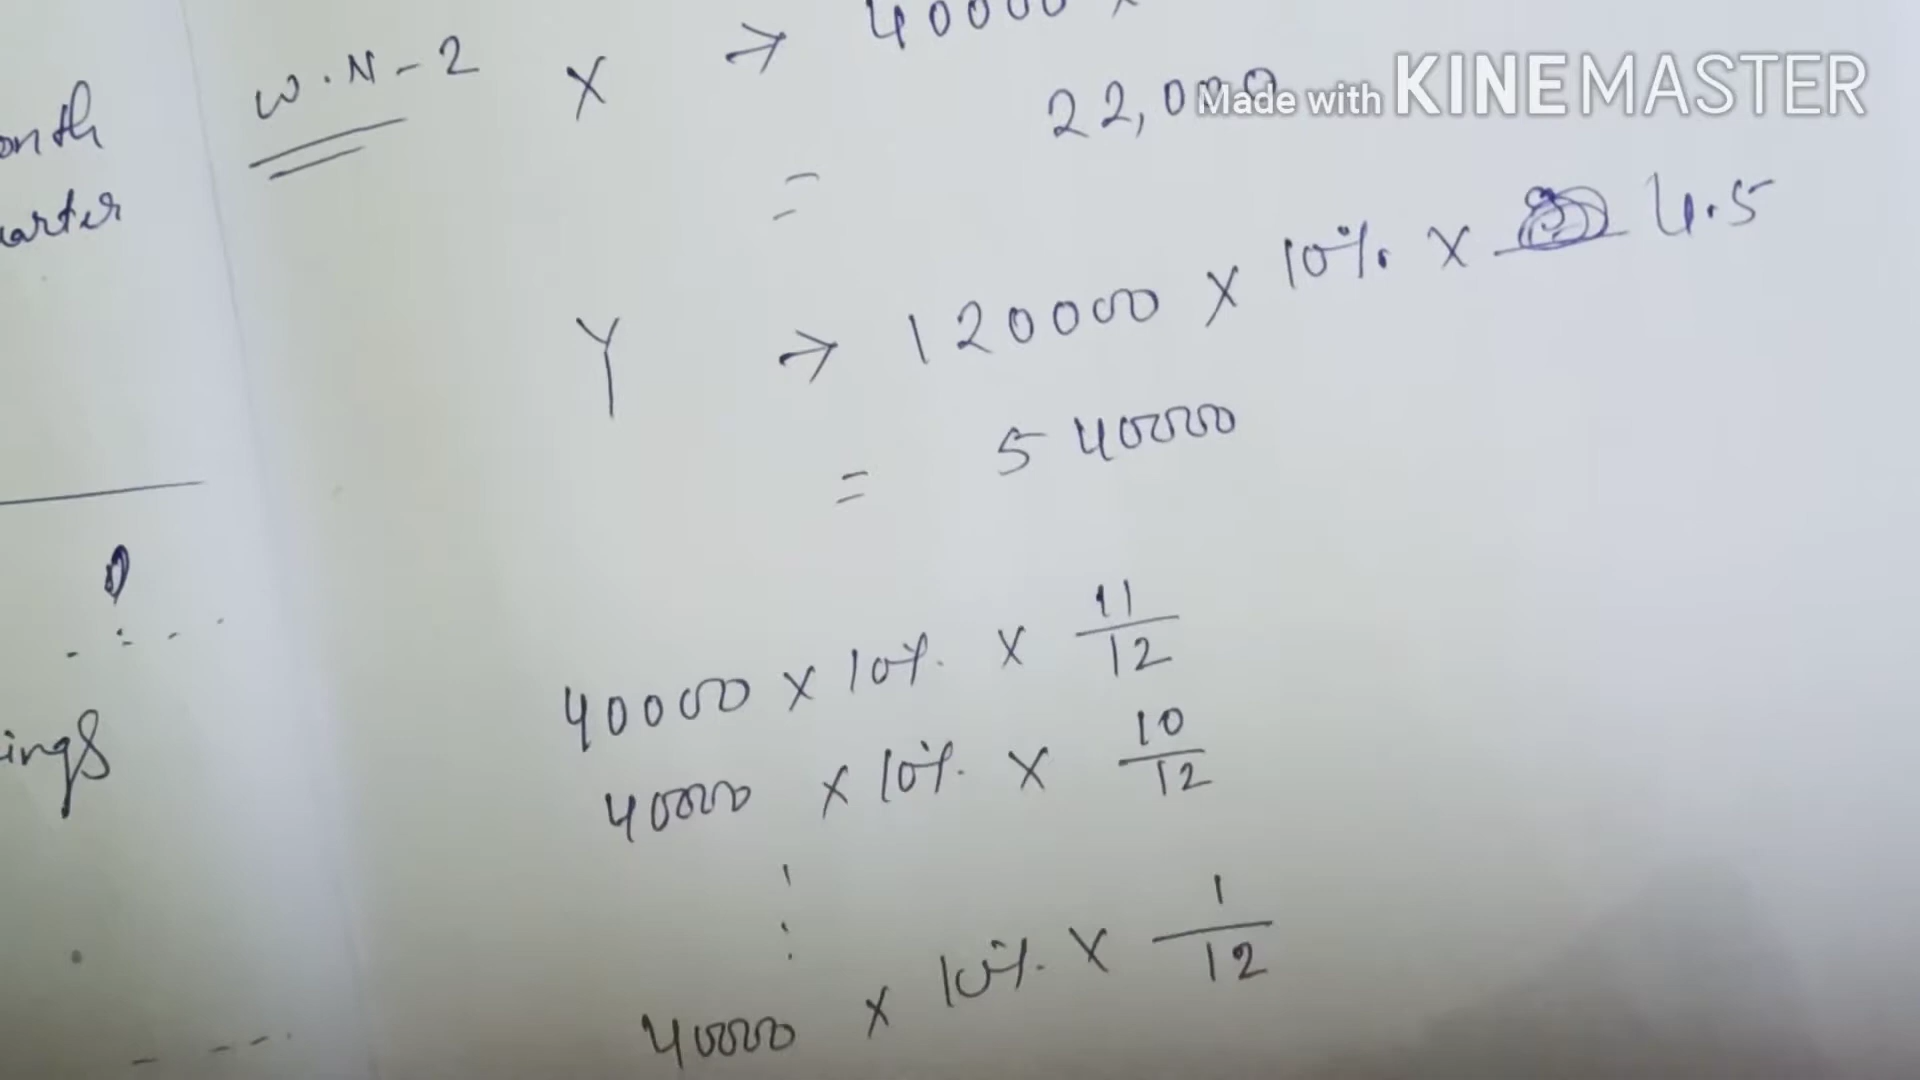 onth
arter
ings
W.N-2 X → 40000 x
= 22,000
Made with KINEMASTER
Y → 120000 x 10% x 4.5
= 540000
40000 x 10% x 11/12
40000 x 10% x 10/12
40000 x 10% x 1/12